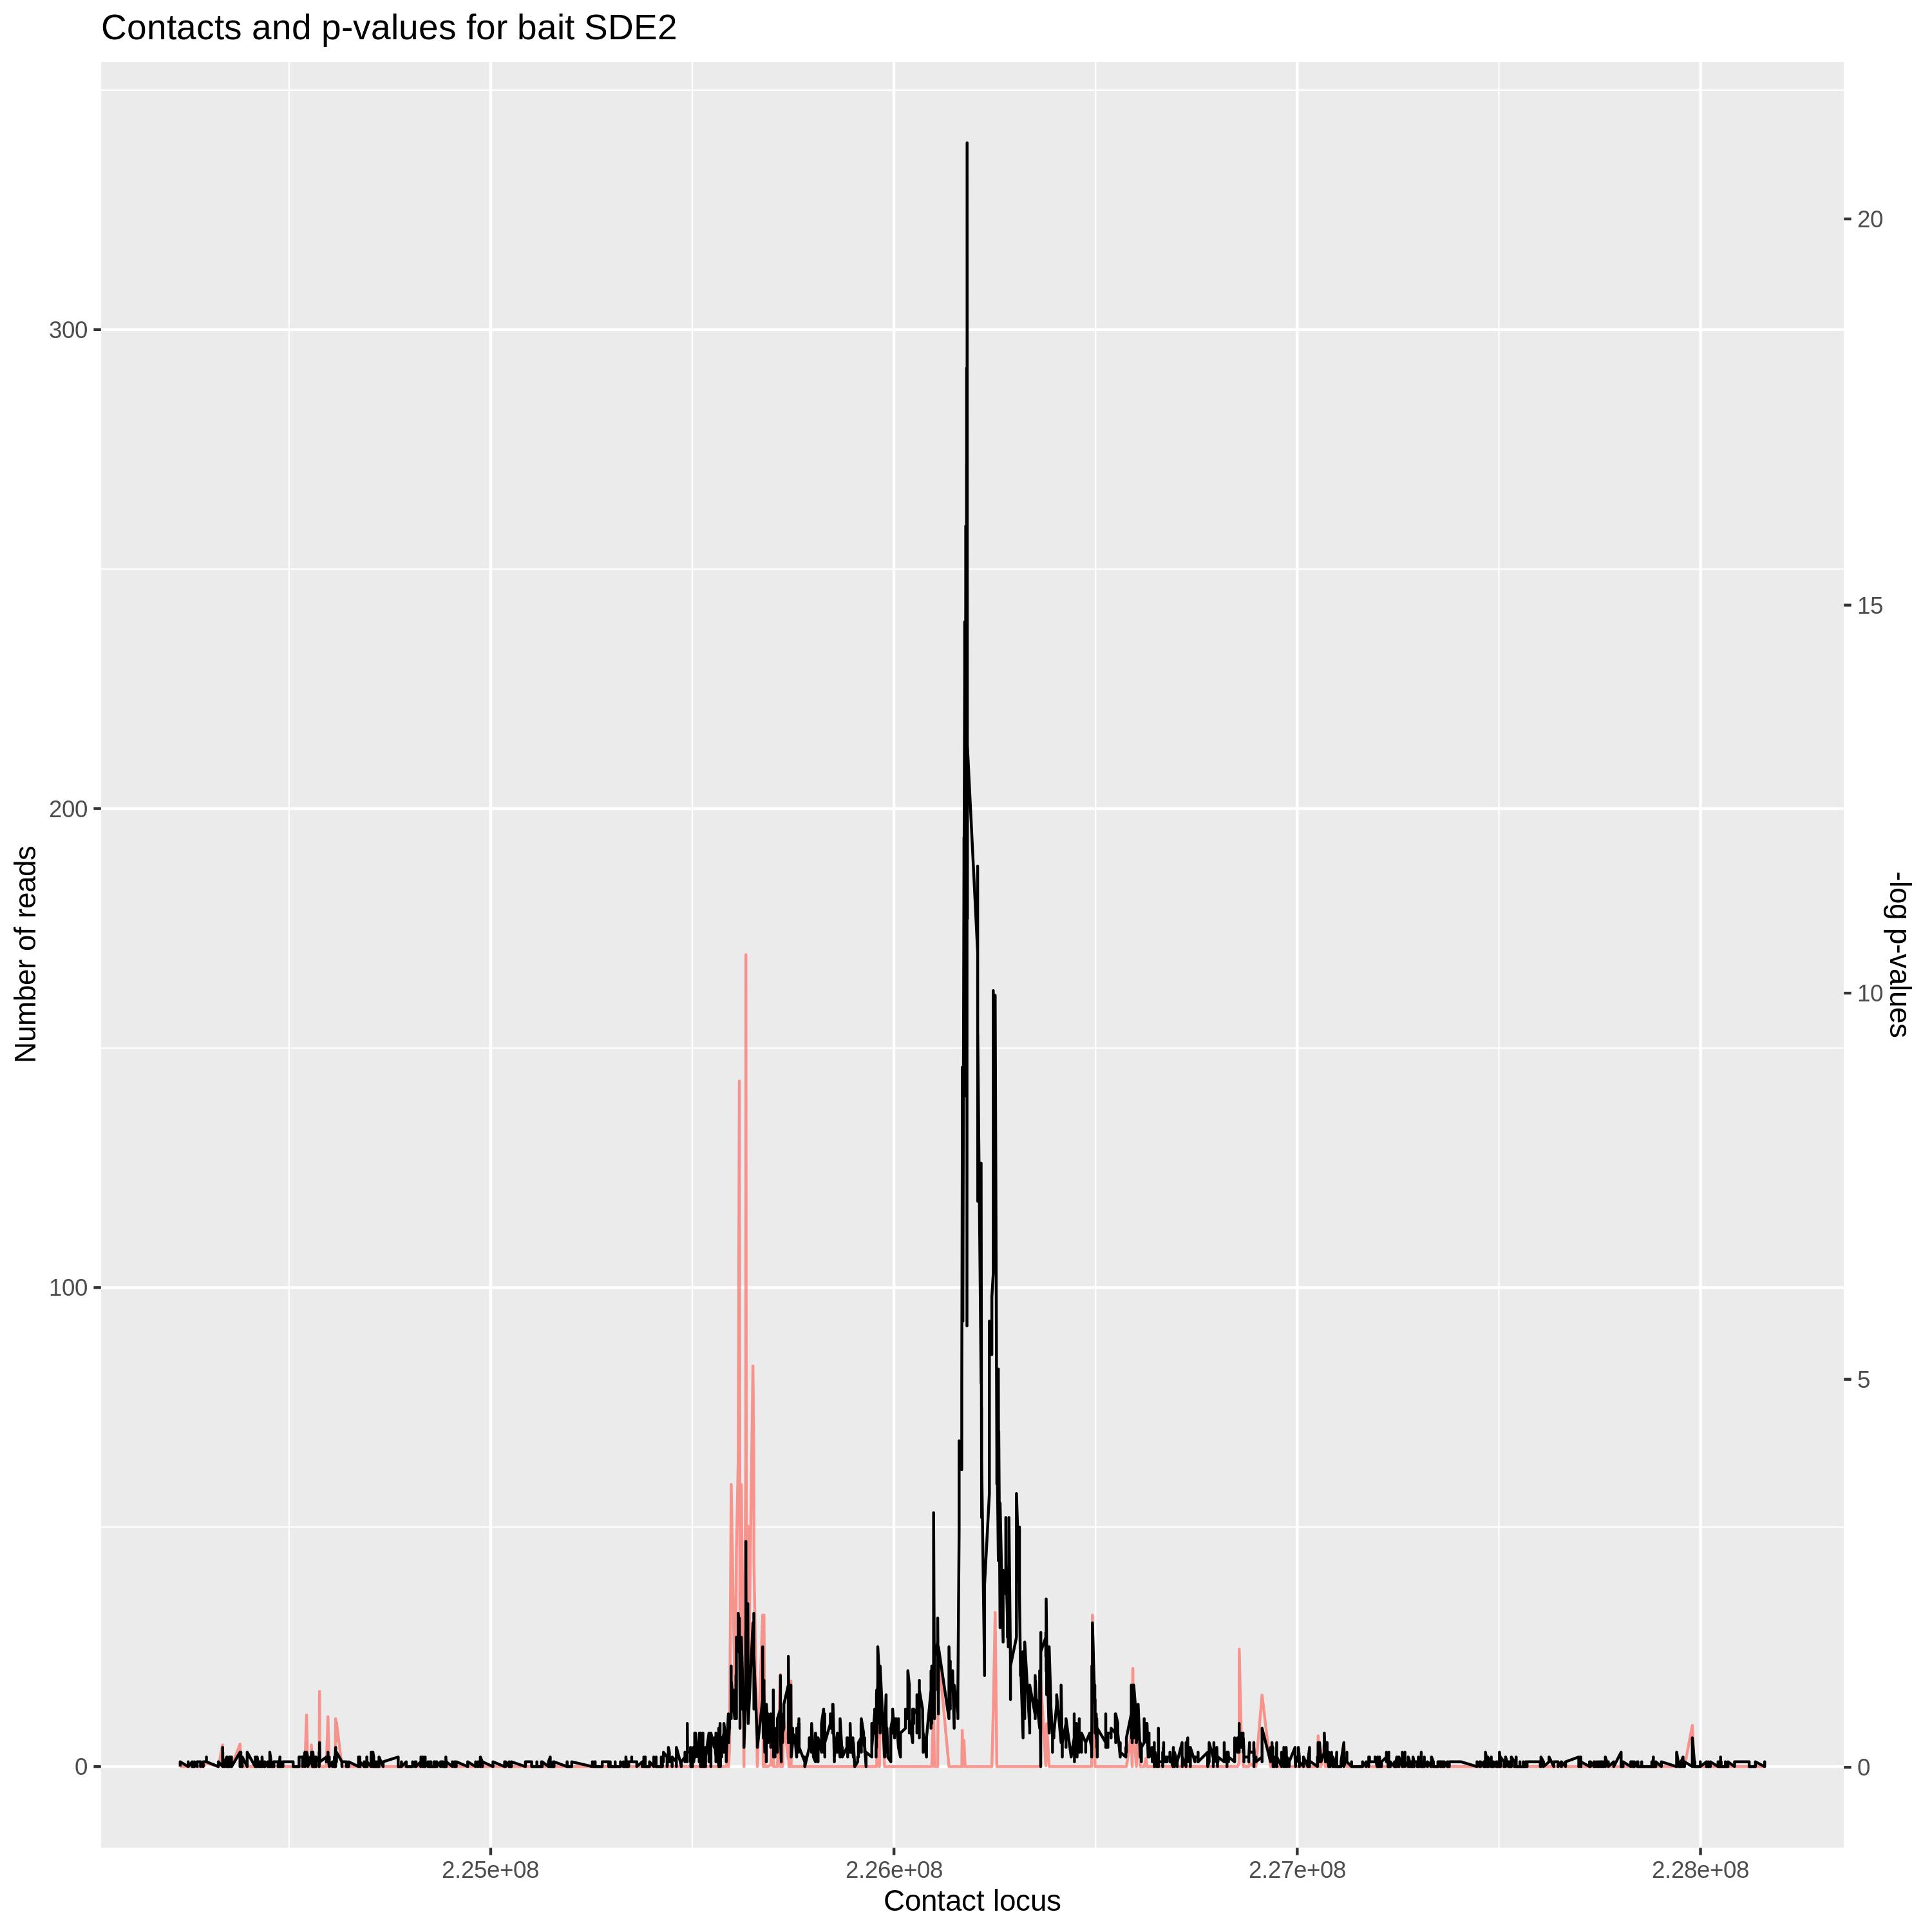 Contacts and p-values for bait SDE2
300
200
100
0
20
15
10
5
0
Number of reads
-log p-values
2.25e+08
2.26e+08
2.27e+08
2.28e+08
Contact locus